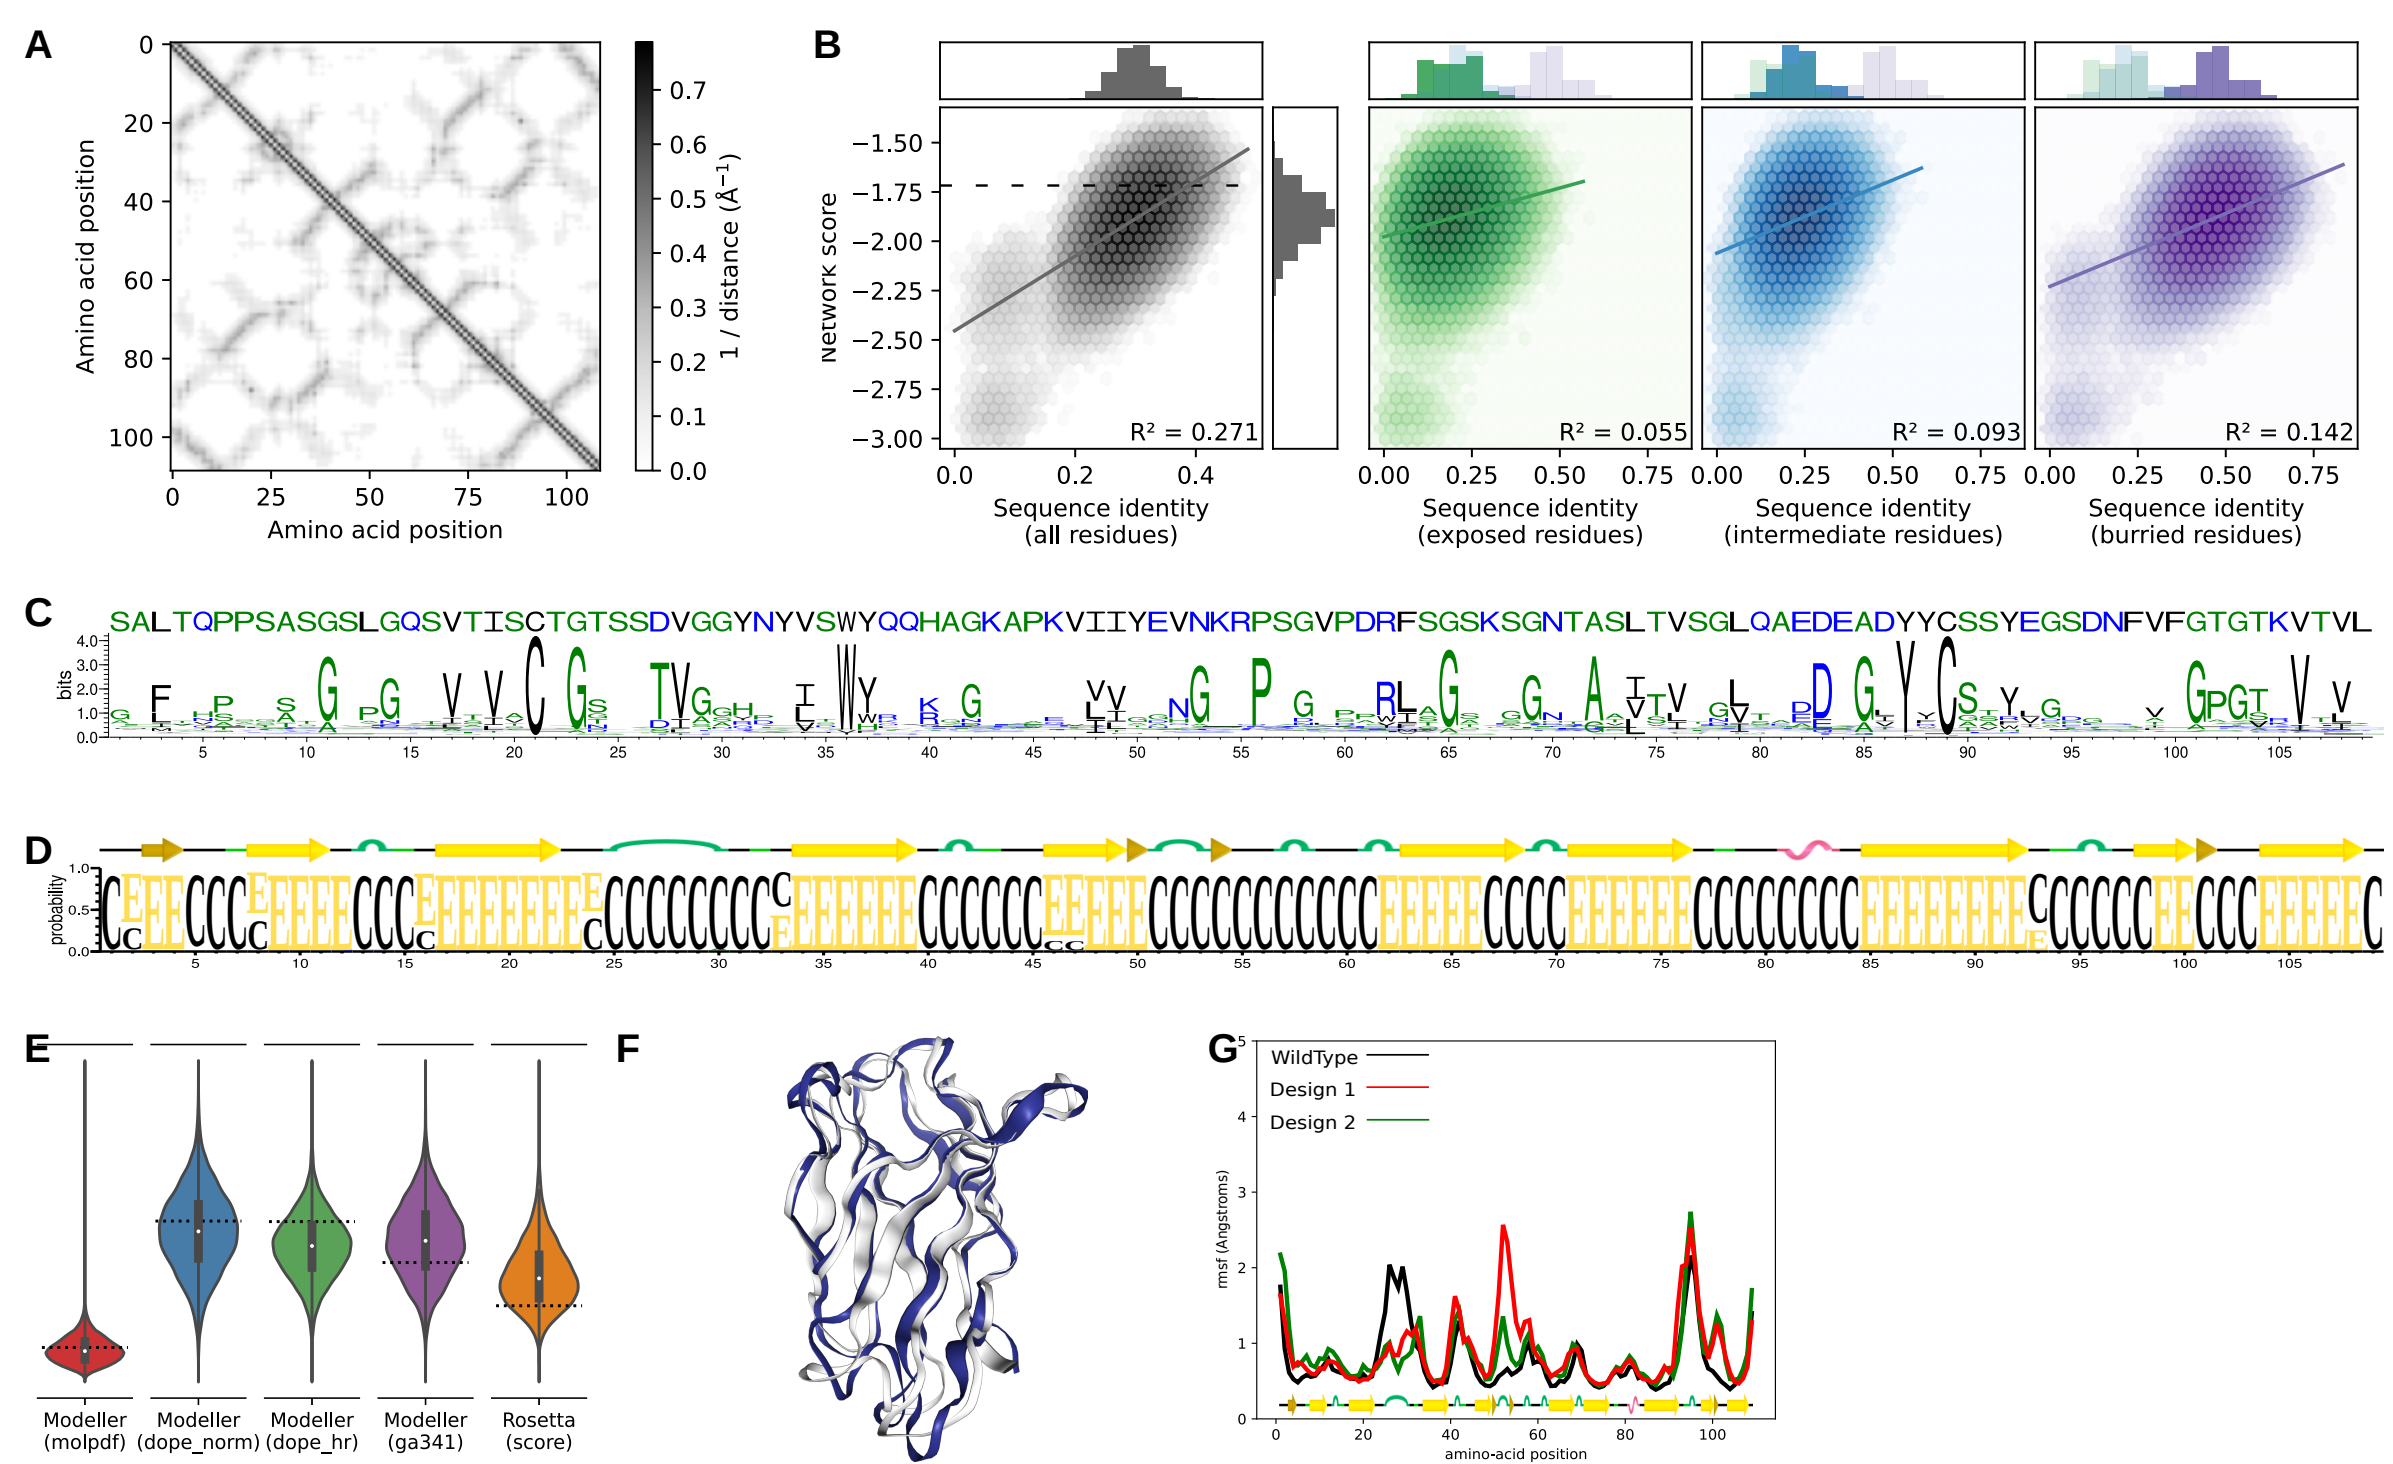 A
0
20
40
60
80
100
Amino acid position
0
25
50
75
100
Amino acid position
0.7
0.6
0.5
0.4
0.3
0.2
0.1
0.0
1 / distance (Å⁻¹)
B
−1.50
−1.75
−2.00
−2.25
−2.50
−2.75
−3.00
Network score
R² = 0.271
R² = 0.055
R² = 0.093
R² = 0.142
0.0 0.2 0.4
0.00 0.25 0.50 0.75
0.00 0.25 0.50 0.75
0.00 0.25 0.50 0.75
Sequence identity
(all residues)
Sequence identity
(exposed residues)
Sequence identity
(intermediate residues)
Sequence identity
(burried residues)
C
SALTQPPSASGSLGQSVTISCTGTSSDVGGYNYVSWYQQHAGKAPKVIIYEVNKRPSGVPDRFSGSKSGNTASLTVSGLQAEDEADYYCSSYEGSDNFVFGTGTKVTVL
4.0
3.0
2.0
1.0
0.0
bits
5 10 15 20 25 30 35 40 45 50 55 60 65 70 75 80 85 90 95 100 105
D
1.0
0.5
0.0
probability
5 10 15 20 25 30 35 40 45 50 55 60 65 70 75 80 85 90 95 100 105
E
Modeller
(molpdf)
Modeller
(dope_norm)
Modeller
(dope_hr)
Modeller
(ga341)
Rosetta
(score)
F
G
WildType
Design 1
Design 2
5
4
3
2
1
0
rmsf (Angstroms)
0 20 40 60 80 100
amino-acid position